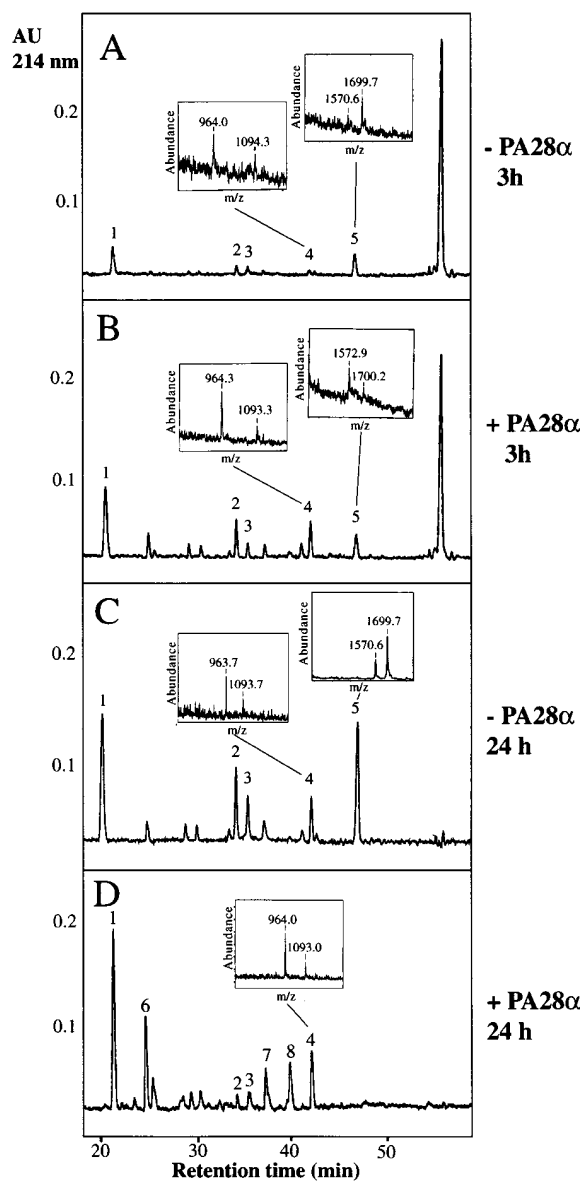 AU
214 nm
A
0.2
0.1
Abundance
964.0
1094.3
m/z
Abundance
1570.6
1699.7
m/z
1
2
3
4
5
- PA28α
3h
B
0.2
0.1
Abundance
964.3
1093.3
m/z
Abundance
1572.9
1700.2
m/z
1
2
3
4
5
+ PA28α
3h
C
0.2
0.1
Abundance
963.7
1093.7
m/z
Abundance
1570.6
1699.7
m/z
1
2
3
4
5
- PA28α
24 h
D
0.2
0.1
Abundance
964.0
1093.0
m/z
1
6
2
3
7
8
4
+ PA28α
24 h
20
30
40
50
Retention time (min)